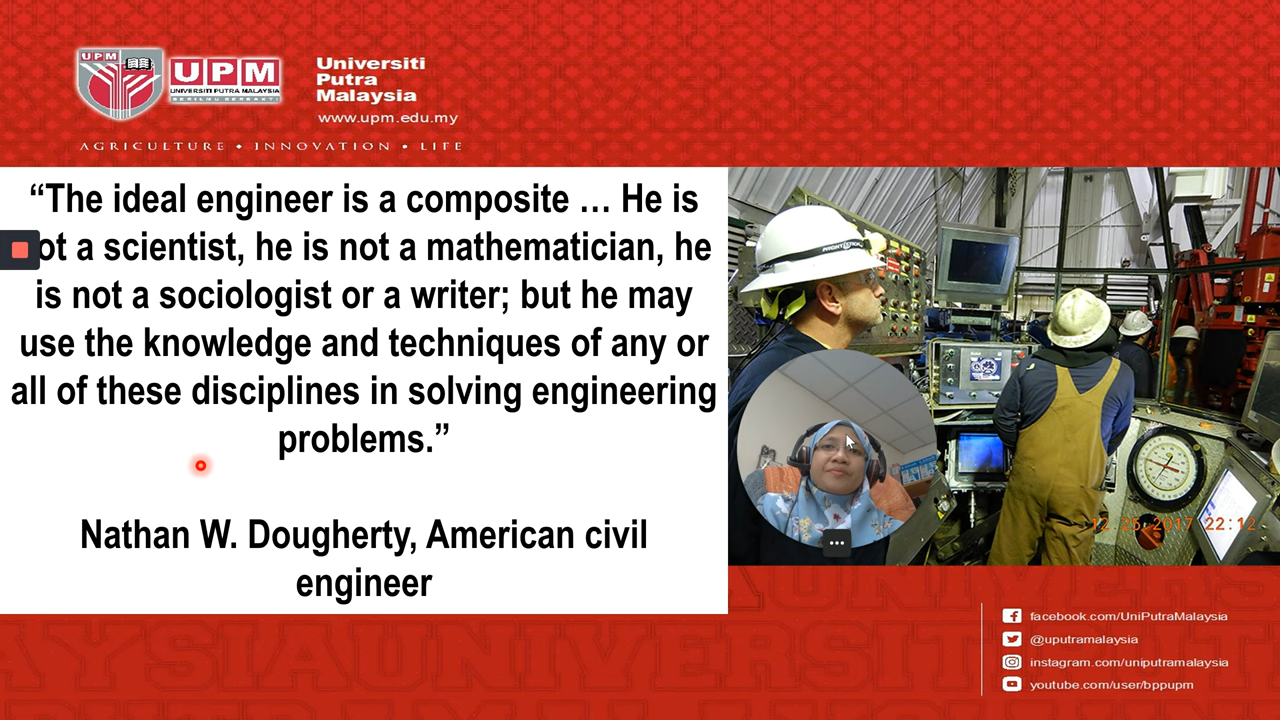 UPM
UPM
UNIVERSITI PUTRA MALAYSIA
BERILMU BERBAKTI
Universiti
Putra
Malaysia
www.upm.edu.my
AGRICULTURE • INNOVATION • LIFE
“The ideal engineer is a composite … He is
ot a scientist, he is not a mathematician, he
is not a sociologist or a writer; but he may
use the knowledge and techniques of any or
all of these disciplines in solving engineering
problems.”
Nathan W. Dougherty, American civil
engineer
12 25 2017 22:12
facebook.com/UniPutraMalaysia
@uputramalaysia
instagram.com/uniputramalaysia
youtube.com/user/bppupm